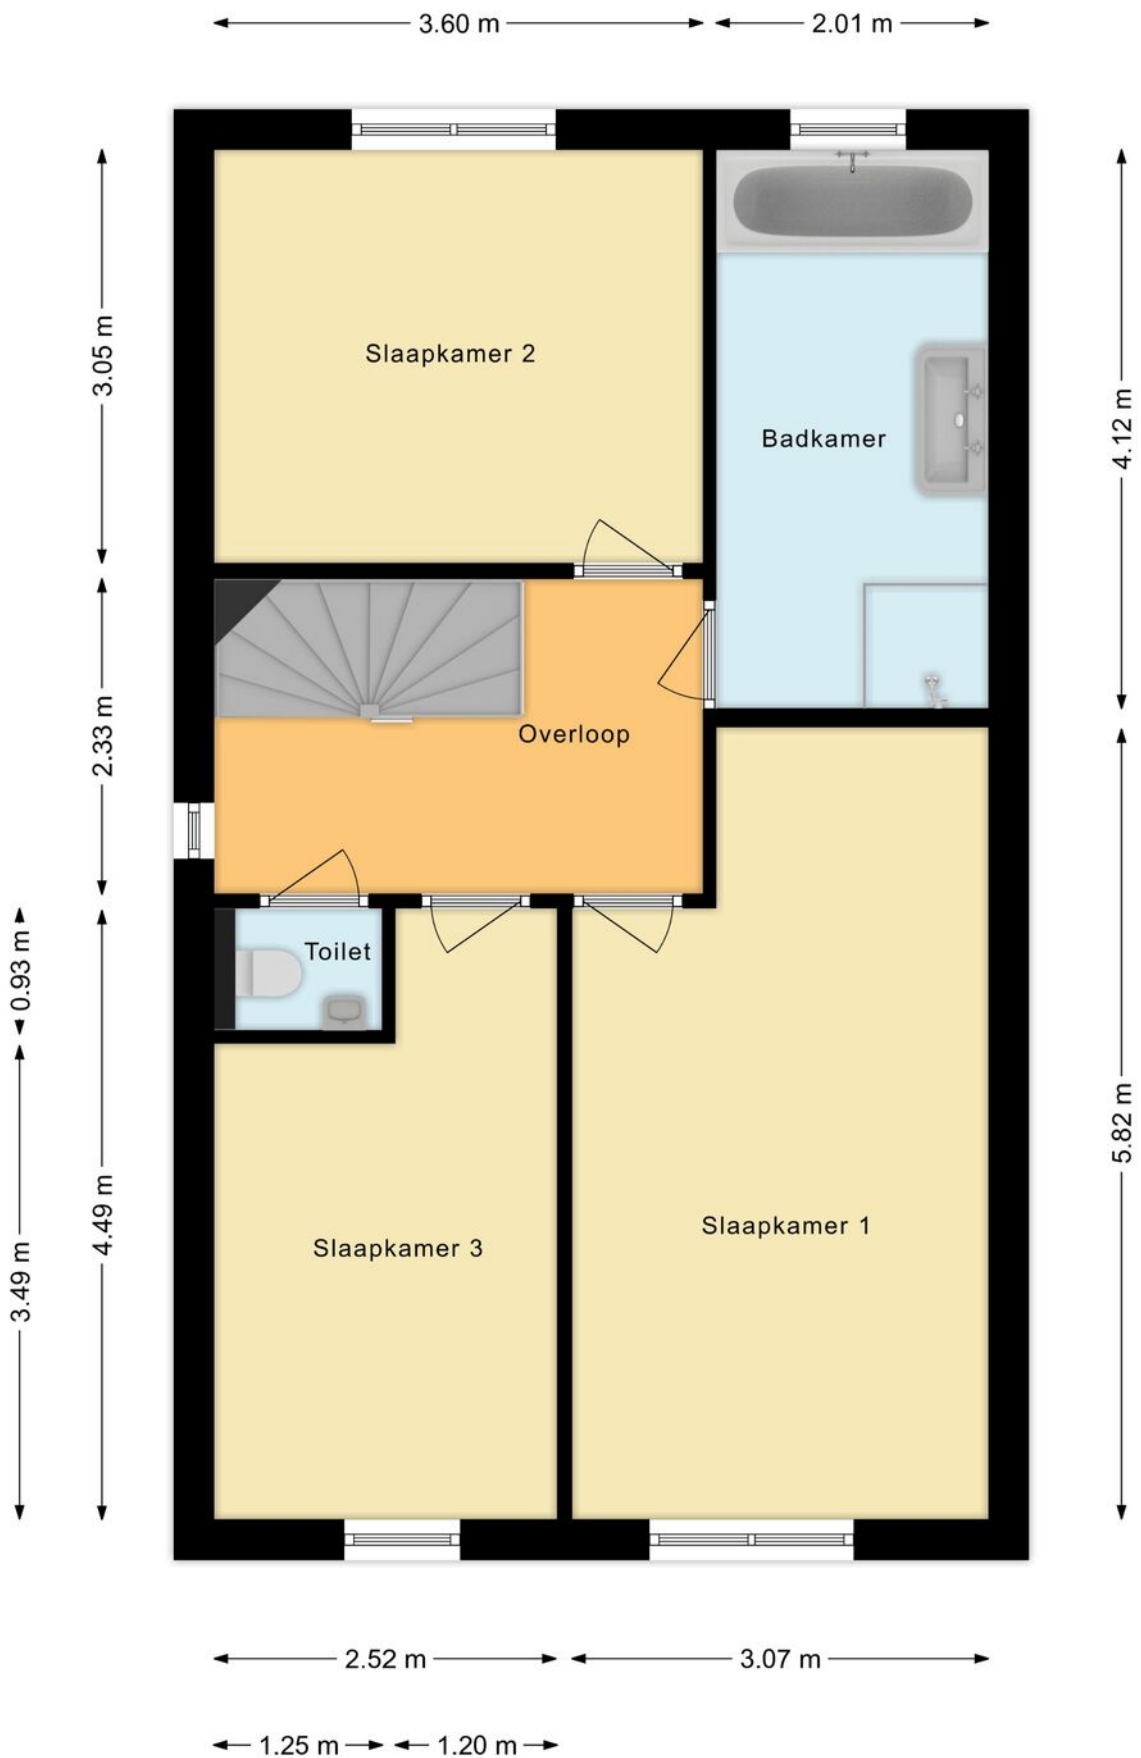 3.60 m
2.01 m
3.05 m
Slaapkamer 2
Badkamer
4.12 m
2.33 m
Overloop
0.93 m
Toilet
4.49 m
3.49 m
Slaapkamer 3
Slaapkamer 1
5.82 m
2.52 m
3.07 m
1.25 m
1.20 m